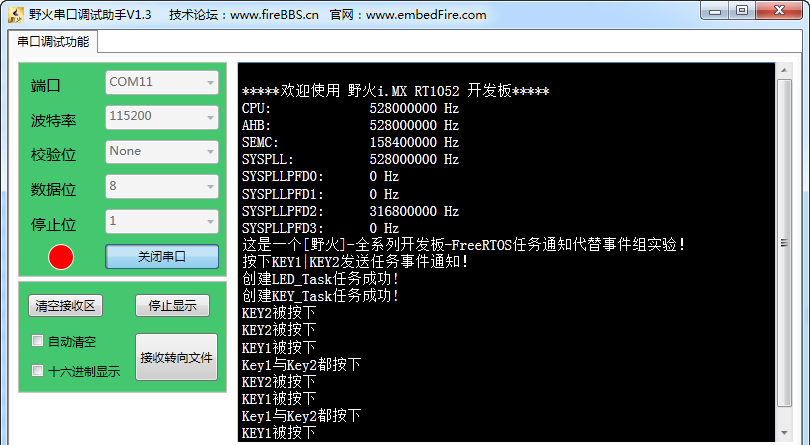 野火串口调试助手V1.3 技术论坛：www.fireBBS.cn 官网：www.embedFire.com
串口调试功能
端口 COM11
波特率 115200
校验位 None
数据位 8
停止位 1
关闭串口
清空接收区 停止显示
自动清空
十六进制显示
接收转向文件
*****欢迎使用 野火i.MX RT1052 开发板*****
CPU: 528000000 Hz
AHB: 528000000 Hz
SEMC: 158400000 Hz
SYSPLL: 528000000 Hz
SYSPLLPFD0: 0 Hz
SYSPLLPFD1: 0 Hz
SYSPLLPFD2: 316800000 Hz
SYSPLLPFD3: 0 Hz
这是一个[野火]-全系列开发板-FreeRTOS任务通知代替事件组实验！
按下KEY1|KEY2发送任务事件通知！
创建LED_Task任务成功！
创建KEY_Task任务成功！
KEY2被按下
KEY2被按下
KEY1被按下
Key1与Key2都按下
KEY2被按下
KEY1被按下
Key1与Key2都按下
KEY1被按下